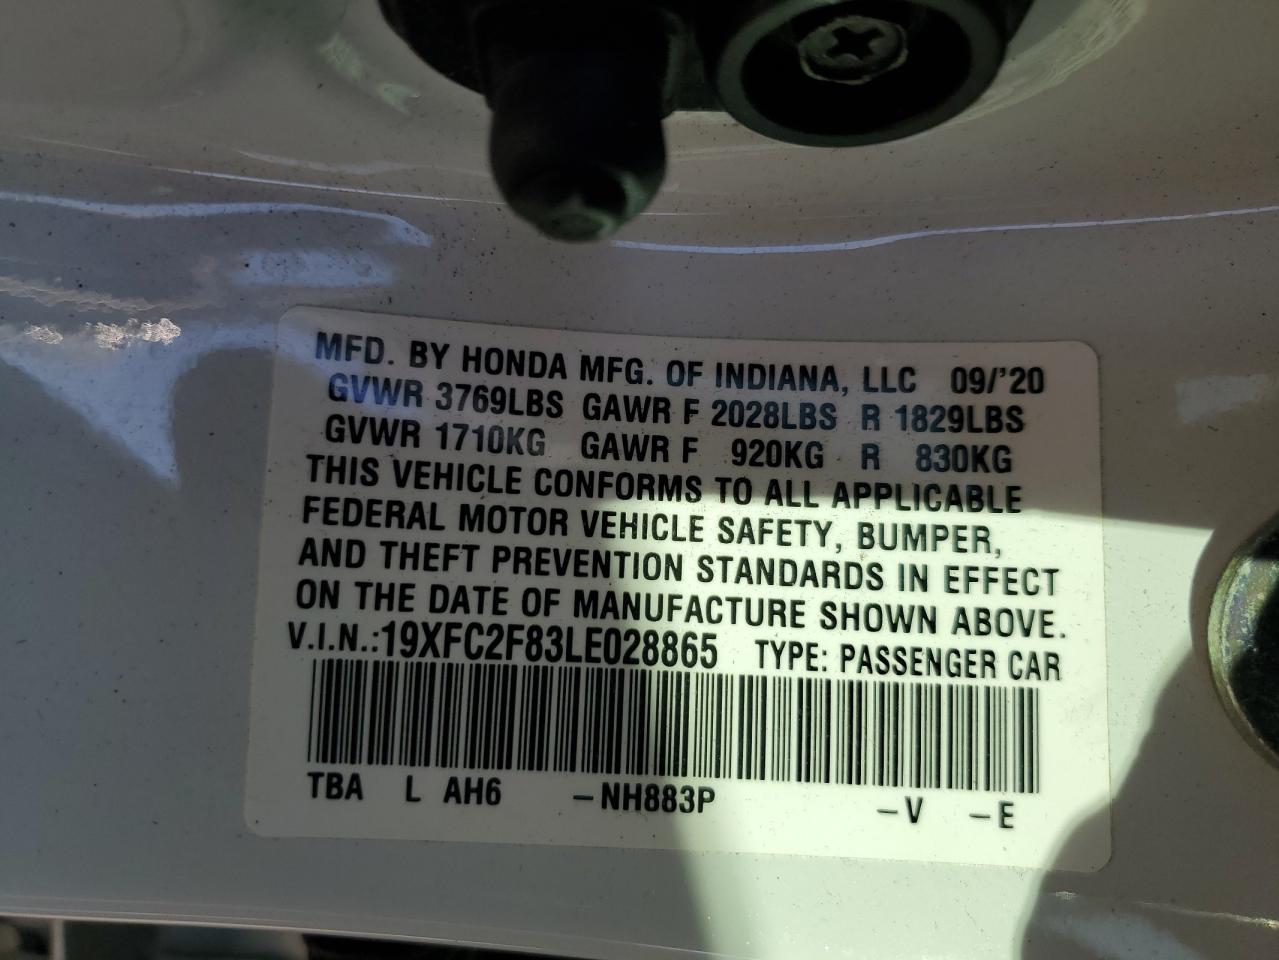 MFD. BY HONDA MFG. OF INDIANA, LLC 09/'20
GVWR 3769LBS GAWR F 2028LBS R 1829LBS
GVWR 1710KG GAWR F 920KG R 830KG
THIS VEHICLE CONFORMS TO ALL APPLICABLE
FEDERAL MOTOR VEHICLE SAFETY, BUMPER,
AND THEFT PREVENTION STANDARDS IN EFFECT
ON THE DATE OF MANUFACTURE SHOWN ABOVE.
V.I.N.:19XFC2F83LE028865 TYPE: PASSENGER CAR
TBA L AH6 –NH883P –V –E